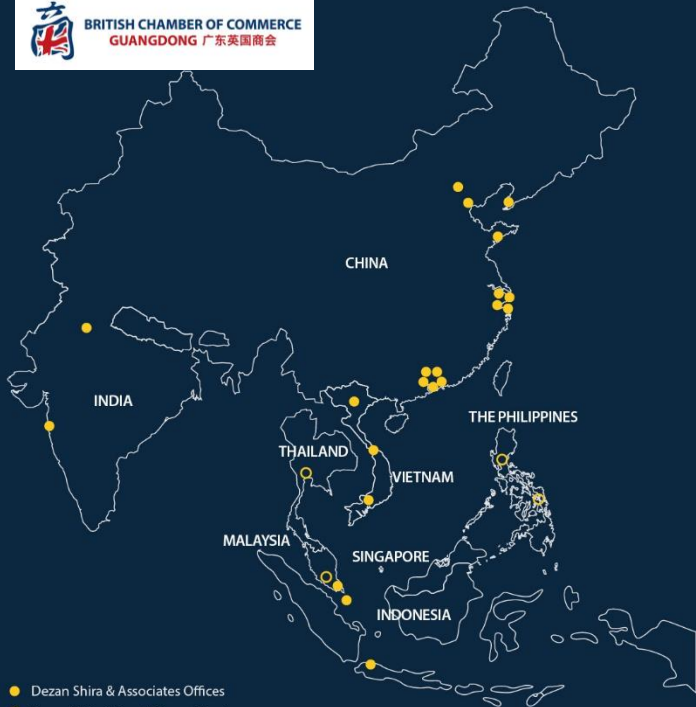 BRITISH CHAMBER OF COMMERCE
GUANGDONG 广东英国商会
CHINA
INDIA
THE PHILIPPINES
THAILAND
VIETNAM
MALAYSIA
SINGAPORE
INDONESIA
Dezan Shira & Associates Offices